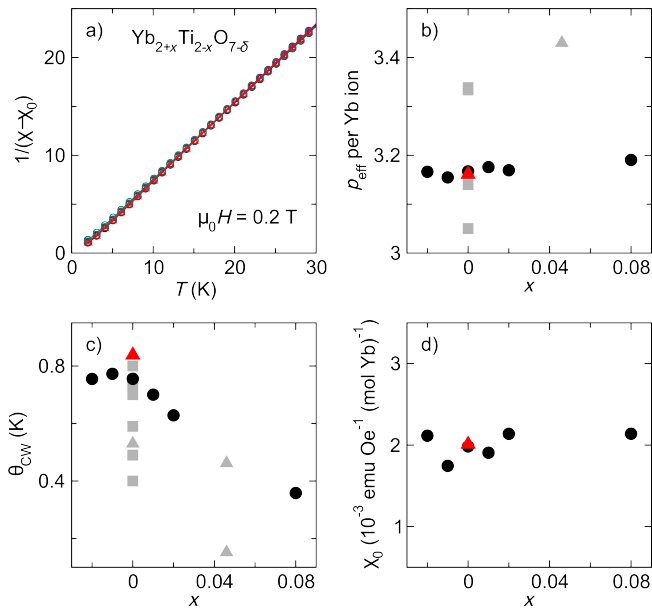 a) Yb2+xTi2-xO7-δ
μ0H = 0.2 T
1/(χ–χ0)
20
10
0
0 10 20 30
T (K)
b)
peff per Yb ion
3.4
3.2
3
0 0.04 0.08
x
c)
θCW (K)
0.8
0.4
0 0.04 0.08
x
d)
X0 (10-3 emu Oe-1 (mol Yb)-1)
3
2
1
0 0.04 0.08
x